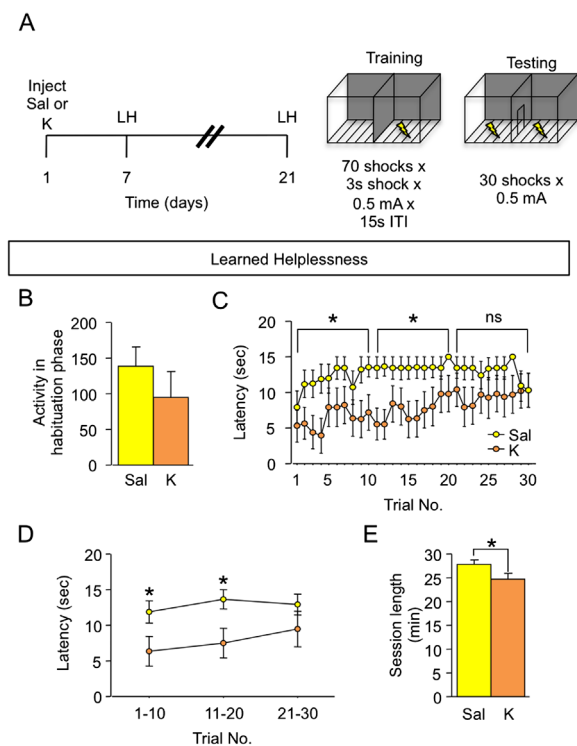 A
Inject
Sal or
K
LH
LH
1
7
21
Time (days)
Training
70 shocks x
3s shock x
0.5 mA x
15s ITI
Testing
30 shocks x
0.5 mA
Learned Helplessness
B
Activity in
habituation phase
200
150
100
50
0
Sal
K
C
*
*
ns
Latency (sec)
20
15
10
5
0
Sal
K
1
5
10
15
20
25
30
Trial No.
D
*
*
Latency (sec)
20
15
10
5
0
1-10
11-20
21-30
Trial No.
E
*
Session length
(min)
30
25
20
15
10
5
0
Sal
K